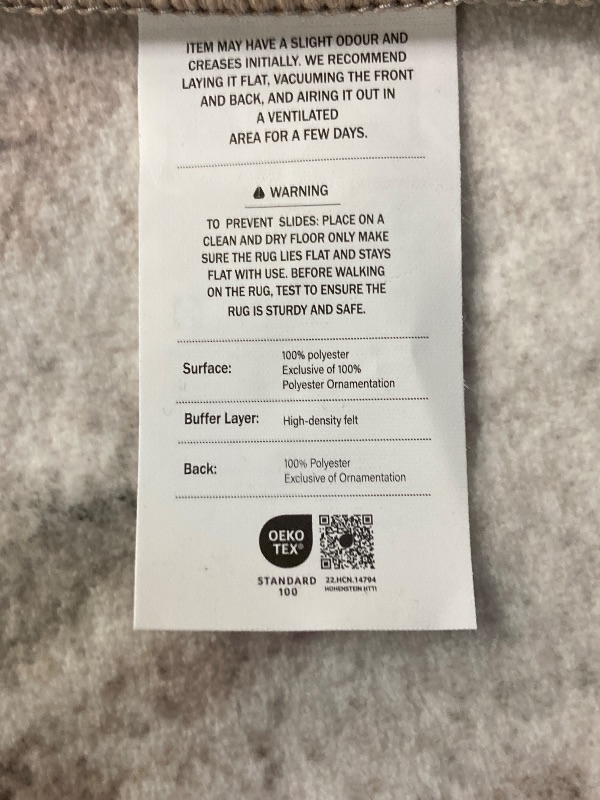 ITEM MAY HAVE A SLIGHT ODOUR AND
CREASES INITIALLY. WE RECOMMEND
LAYING IT FLAT, VACUUMING THE FRONT
AND BACK, AND AIRING IT OUT IN
A VENTILATED
AREA FOR A FEW DAYS.
WARNING
TO PREVENT SLIDES: PLACE ON A
CLEAN AND DRY FLOOR ONLY MAKE
SURE THE RUG LIES FLAT AND STAYS
FLAT WITH USE. BEFORE WALKING
ON THE RUG, TEST TO ENSURE THE
RUG IS STURDY AND SAFE.
Surface: 100% polyester
Exclusive of 100%
Polyester Ornamentation
Buffer Layer: High-density felt
Back: 100% Polyester
Exclusive of Ornamentation
OEKO
TEX®
STANDARD
100
22.HCN.14794
HOHENSTEIN HTTI